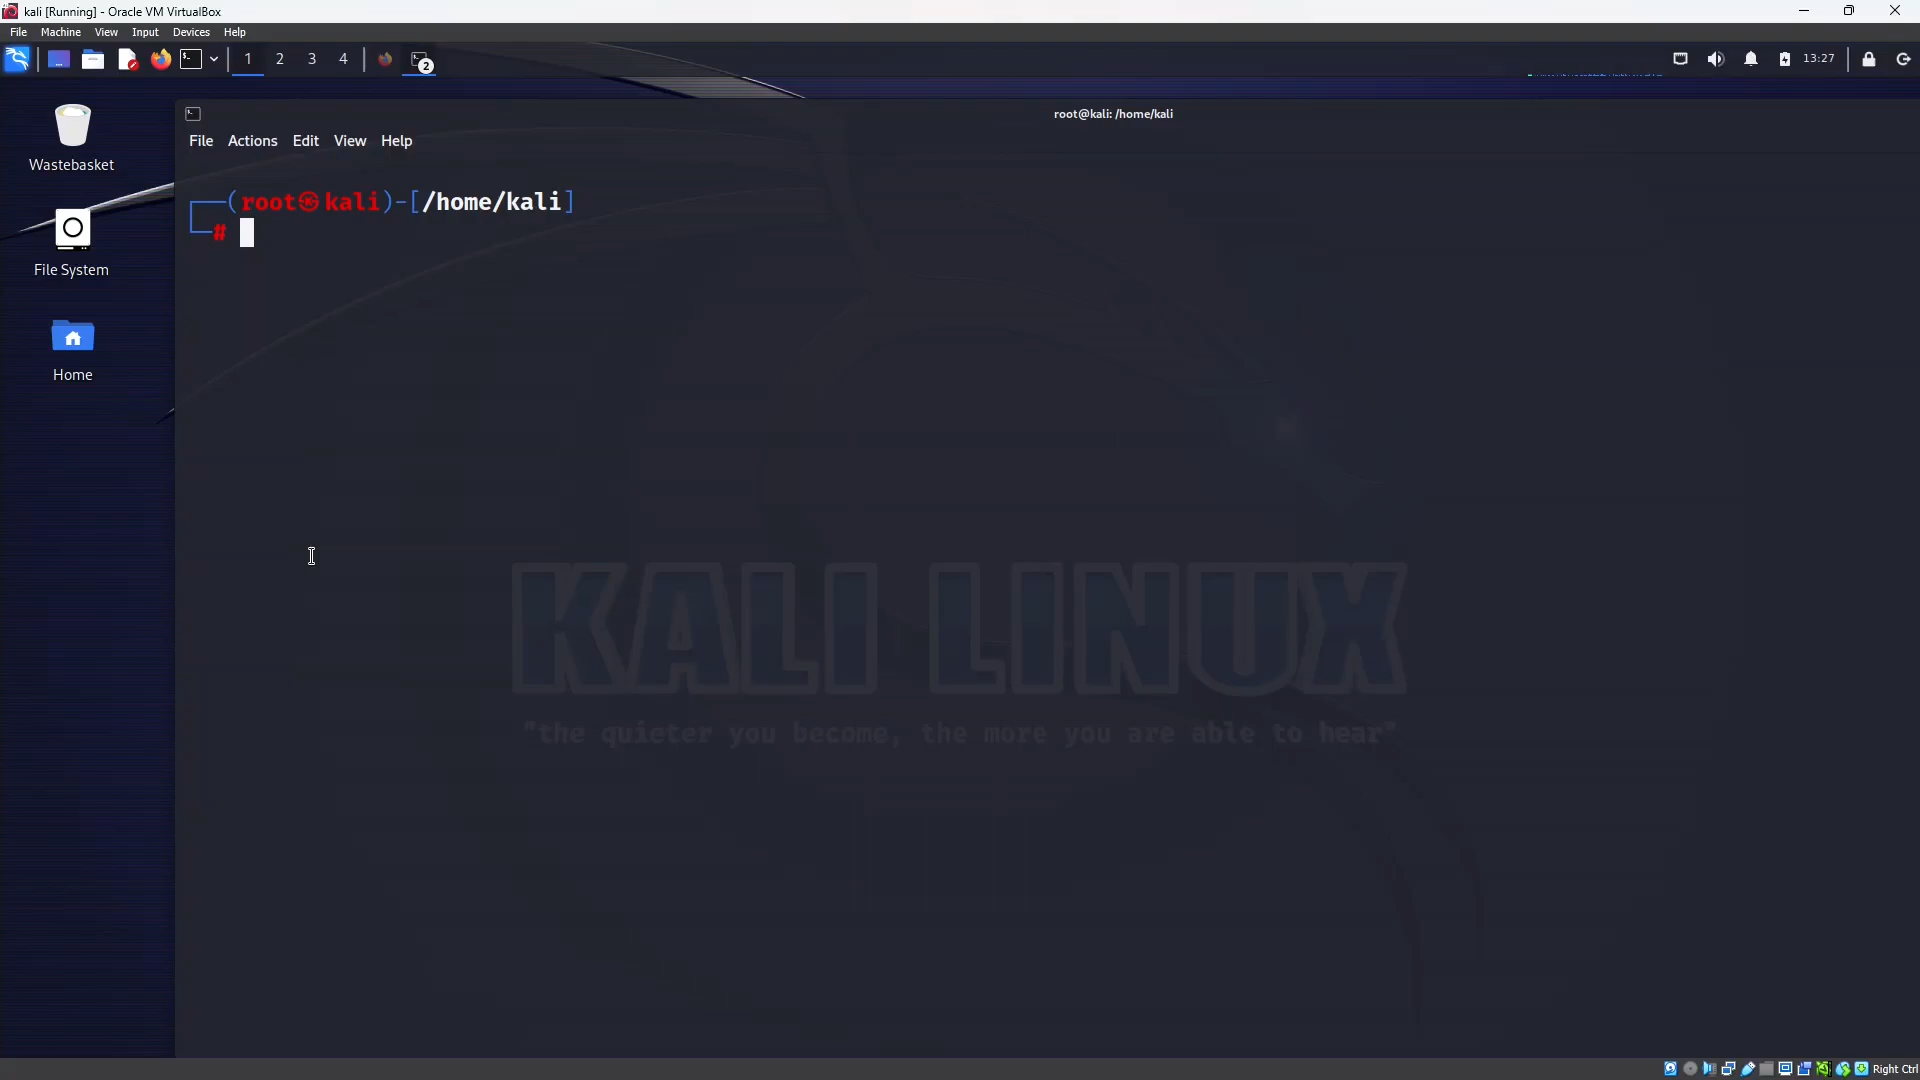 kali [Running] - Oracle VM VirtualBox
File Machine View Input Devices Help
1 2 3 4 2 13:27
Wastebasket
File System
Home
root@kali: /home/kali
File Actions Edit View Help
┌──(root㉿kali)-[/home/kali]
└─#
KALI LINUX
"the quieter you become, the more you are able to hear"
Right Ctrl